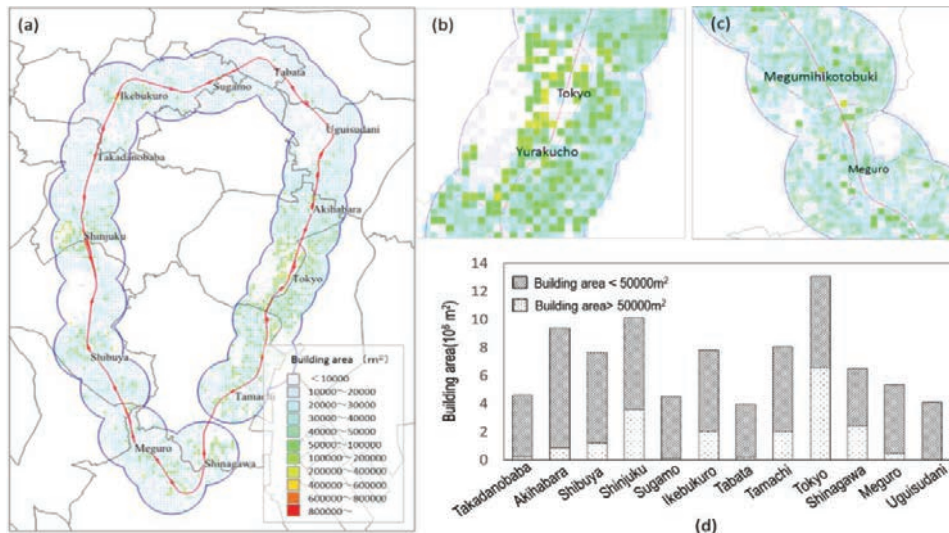 (a)
Tabata
Sugamo
Ikebukuro
Uguisudani
Takadanobaba
Akihabara
Shinjuku
Tokyo
Shibuya
Tamachi
Meguro
Shinagawa
Building area (m²)
<10000
10000~20000
20000~30000
30000~40000
40000~50000
50000~100000
100000~200000
200000~400000
400000~600000
600000~800000
800000~
(b)
Tokyo
Yurakucho
(c)
Megumihikotobuki
Meguro
Building area(10⁶ m²)
14
12
10
8
6
4
2
0
Building area < 50000m²
Building area> 50000m²
Takadanobaba
Akihabara
Shibuya
Shinjuku
Sugamo
Ikebukuro
Tabata
Tamachi
Tokyo
Shinagawa
Meguro
Uguisudani
(d)